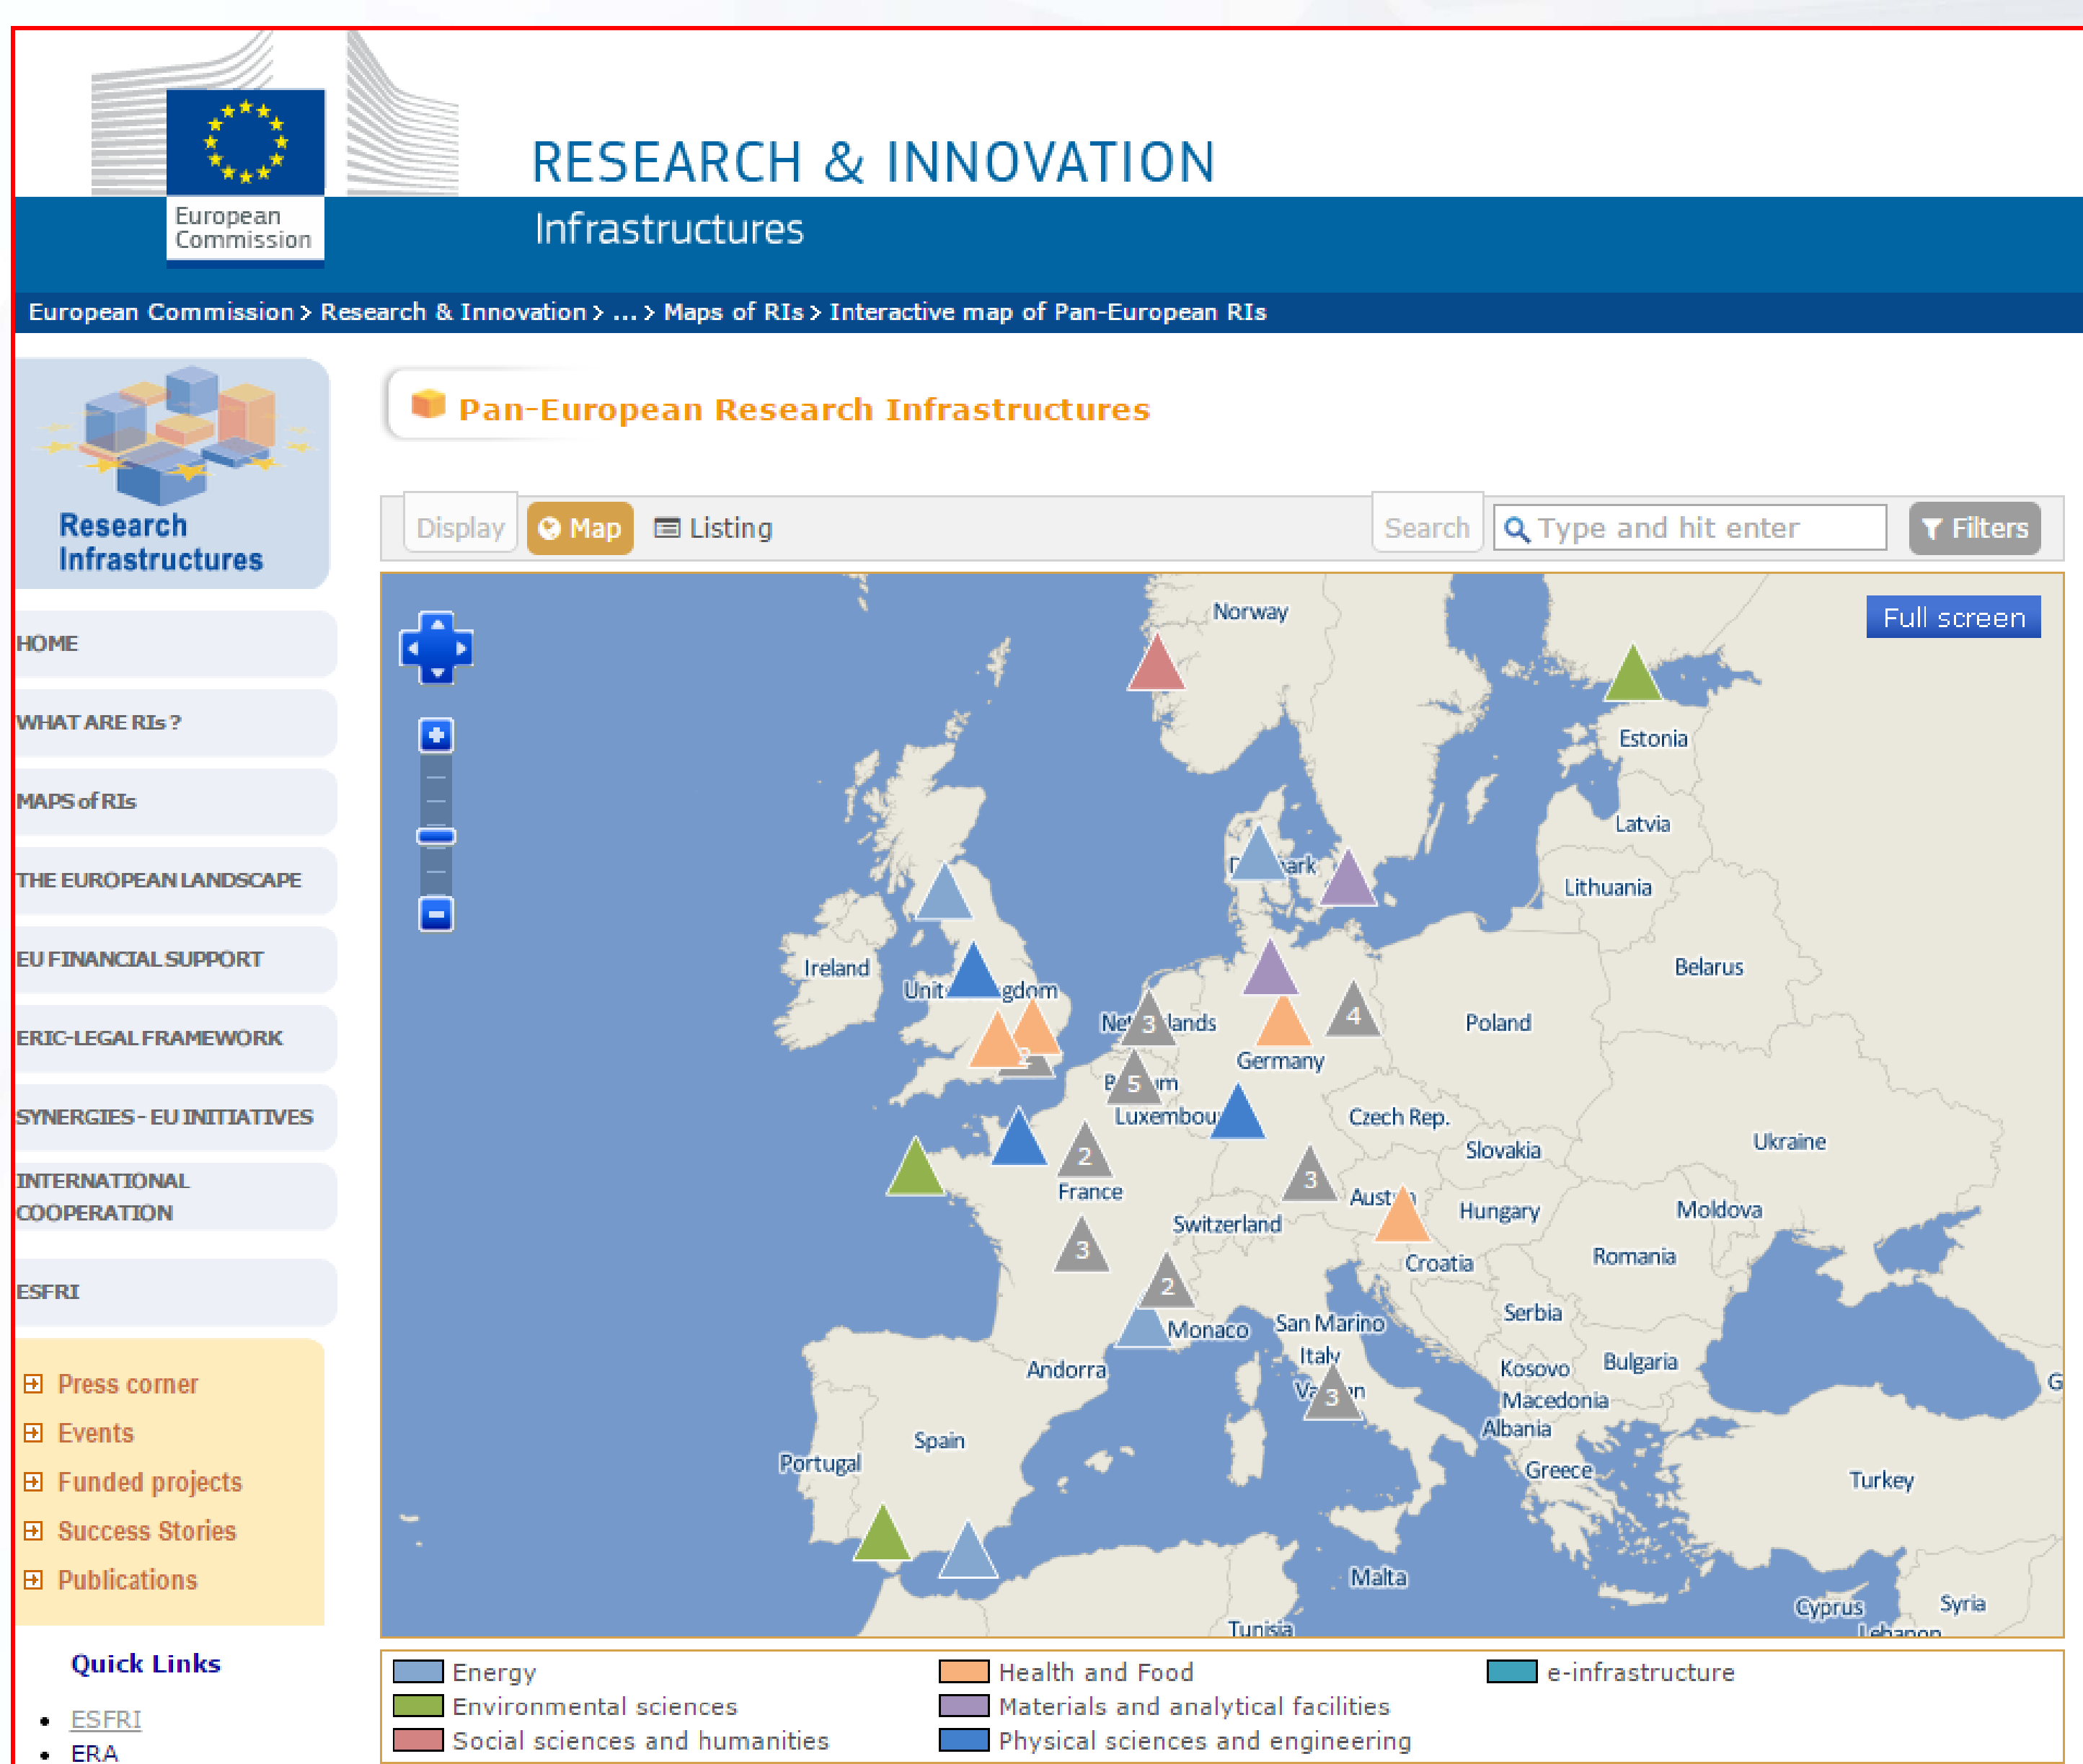 European
Commission
RESEARCH & INNOVATION
Infrastructures
European Commission > Research & Innovation > ... > Maps of RIs > Interactive map of Pan-European RIs
Research
Infrastructures
HOME
WHAT ARE RIs ?
MAPS of RIs
THE EUROPEAN LANDSCAPE
EU FINANCIAL SUPPORT
ERIC-LEGAL FRAMEWORK
SYNERGIES - EU INITIATIVES
INTERNATIONAL
COOPERATION
ESFRI
Press corner
Events
Funded projects
Success Stories
Publications
Quick Links
ESFRI
ERA
Pan-European Research Infrastructures
Display Map Listing Search Type and hit enter Filters
Full screen
Norway
Estonia
Latvia
Lithuania
Ireland
Belarus
3
4
Poland
Germany
2
5
Luxembou
Czech Rep.
Slovakia
Ukraine
2
France
3
Hungary
Moldova
Switzerland
3
Croatia
Romania
2
Serbia
Monaco
San Marino
Italy
Kosovo
Bulgaria
Andorra
3
Macedonia
Albania
G
Spain
Portugal
Greece
Turkey
Malta
Cyprus
Syria
Tunisia
Lebanon
Energy
Environmental sciences
Social sciences and humanities
Health and Food
Materials and analytical facilities
Physical sciences and engineering
e-infrastructure